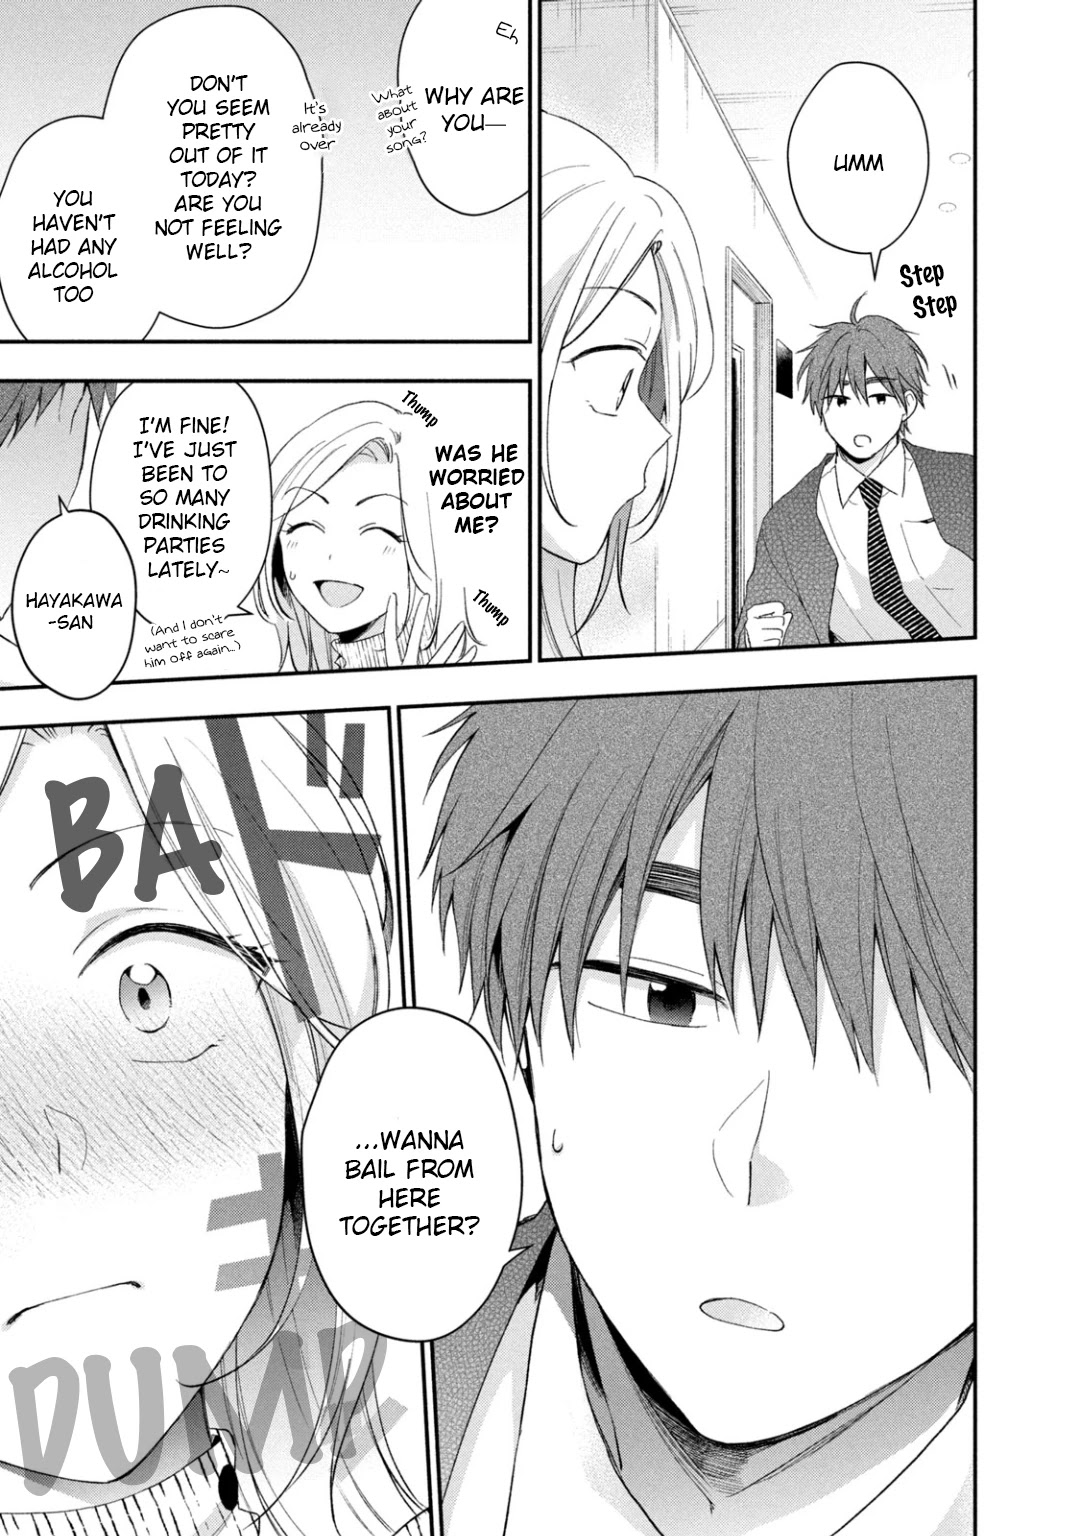 UMM
Step
Step
Eh
WHY ARE
YOU—
What
about
your
song?
It's
already
over
DON'T
YOU SEEM
PRETTY
OUT OF IT
TODAY?
ARE YOU
NOT FEELING
WELL?
YOU
HAVEN'T
HAD ANY
ALCOHOL
TOO
Thump
WAS HE
WORRIED
ABOUT
ME?
Thump
I'M FINE!
I'VE JUST
BEEN TO
SO MANY
DRINKING
PARTIES
LATELY~
(And I don't
want to scare
him off again...)
HAYAKAWA
-SAN
...WANNA
BAIL FROM
HERE
TOGETHER?
BA
ド
キ
DUMP